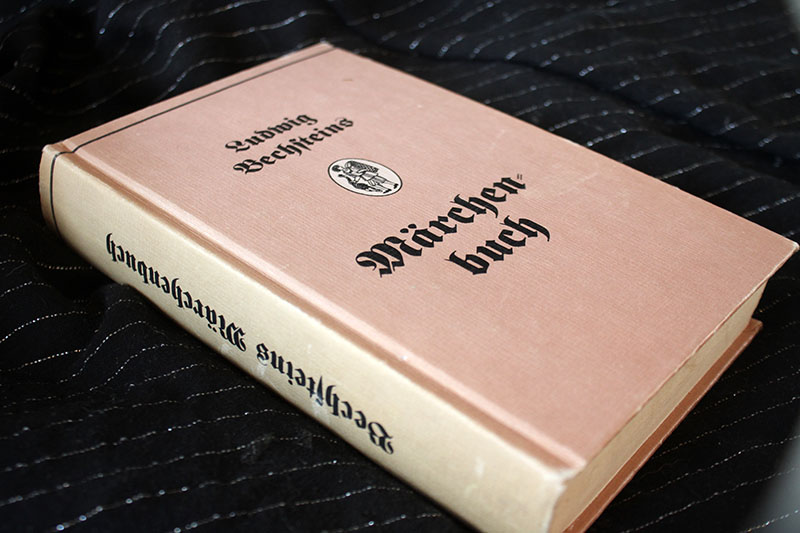 Ludwig
Bechſteins
Märchen⸗
buch
Bechſteins Märchenbuch